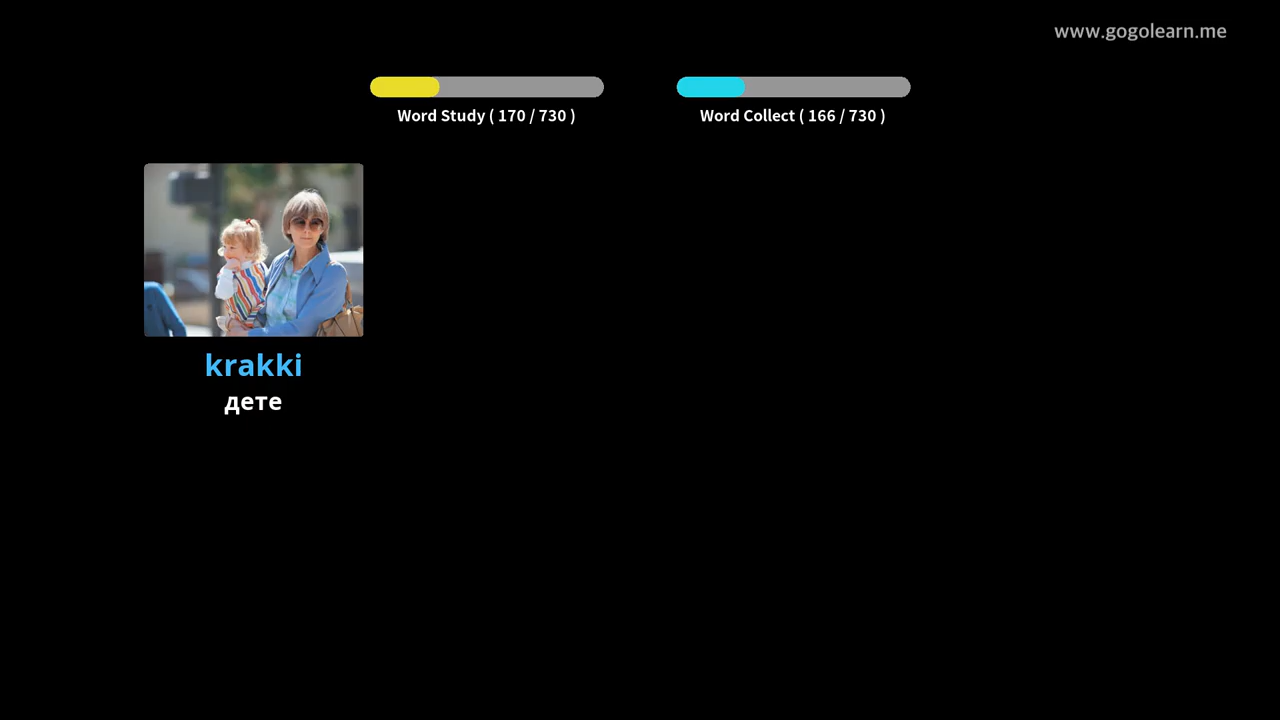 www.gogolearn.me
Word Study ( 170 / 730 )
Word Collect ( 166 / 730 )
krakki
дете